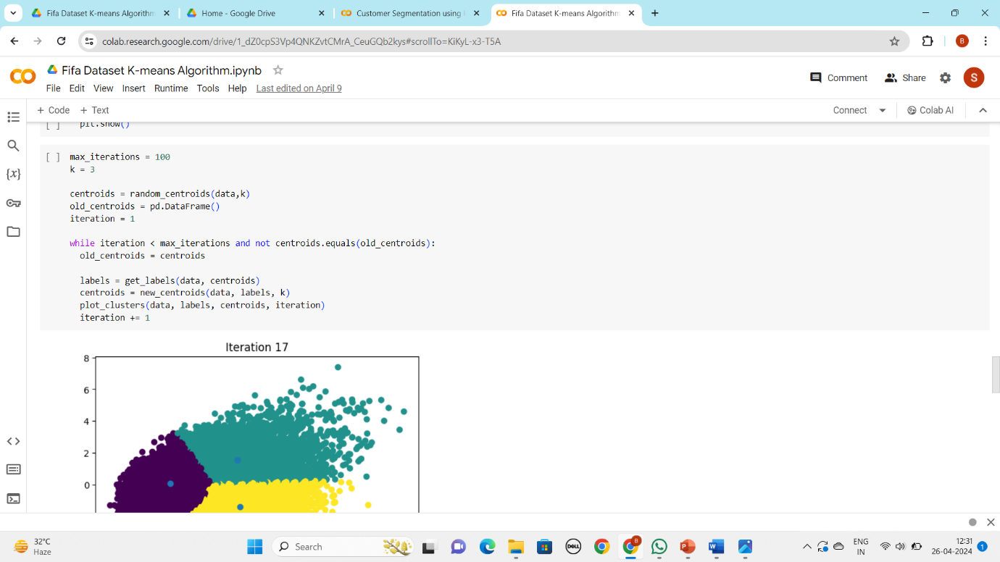 Fifa Dataset K-means Algorithm
Home - Google Drive
Customer Segmentation using
Fifa Dataset K-means Algorithm
colab.research.google.com/drive/1_dZ0cpS3Vp4QNKZvtCMrA_CeuGQb2kys#scrollTo=KiKyL-x3-T5A
B
Fifa Dataset K-means Algorithm.ipynb
Comment
Share
S
File Edit View Insert Runtime Tools Help Last edited on April 9
+ Code + Text
Connect
Colab AI
[ ] plt.show()
[ ] max_iterations = 100
k = 3
centroids = random_centroids(data,k)
old_centroids = pd.DataFrame()
iteration = 1
while iteration < max_iterations and not centroids.equals(old_centroids):
old_centroids = centroids
labels = get_labels(data, centroids)
centroids = new_centroids(data, labels, k)
plot_clusters(data, labels, centroids, iteration)
iteration += 1
Iteration 17
8
6
4
2
0
{x}
32°C
Haze
Search
DELL
B
ENG
IN
12:31
26-04-2024
1